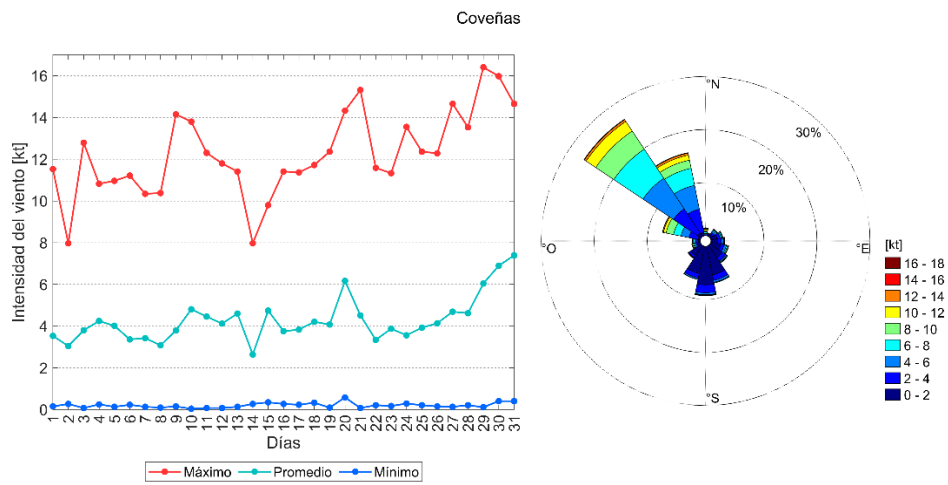 Coveñas
Intensidad del viento [kt]
16
14
12
10
8
6
4
2
0
1 2 3 4 5 6 7 8 9 10 11 12 13 14 15 16 17 18 19 20 21 22 23 24 25 26 27 28 29 30 31
Días
Máximo Promedio Mínimo
°N
30%
20%
10%
°O
°E
°S
[kt]
16 - 18
14 - 16
12 - 14
10 - 12
8 - 10
6 - 8
4 - 6
2 - 4
0 - 2